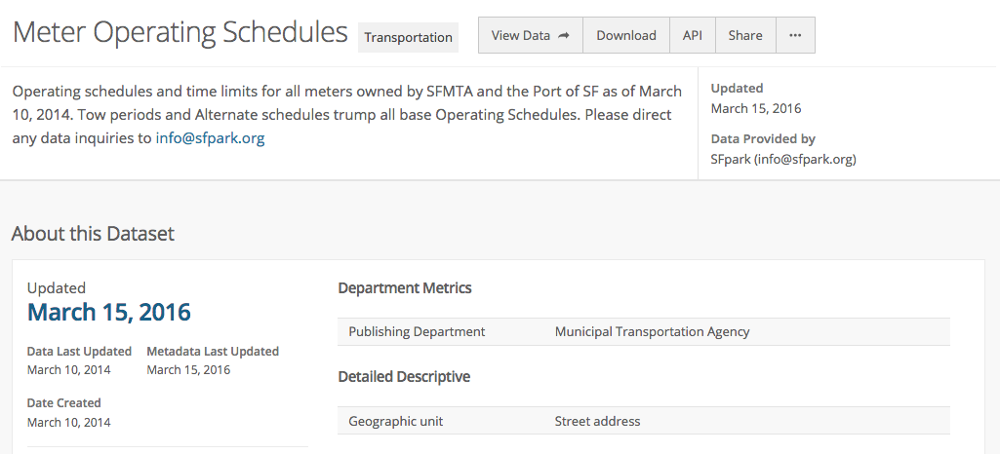 Meter Operating Schedules Transportation View Data Download API Share ...
Operating schedules and time limits for all meters owned by SFMTA and the Port of SF as of March
10, 2014. Tow periods and Alternate schedules trump all base Operating Schedules. Please direct
any data inquiries to info@sfpark.org
Updated
March 15, 2016
Data Provided by
SFpark (info@sfpark.org)
About this Dataset
Updated
March 15, 2016
Data Last Updated Metadata Last Updated
March 10, 2014 March 15, 2016
Date Created
March 10, 2014
Department Metrics
Publishing Department Municipal Transportation Agency
Detailed Descriptive
Geographic unit Street address